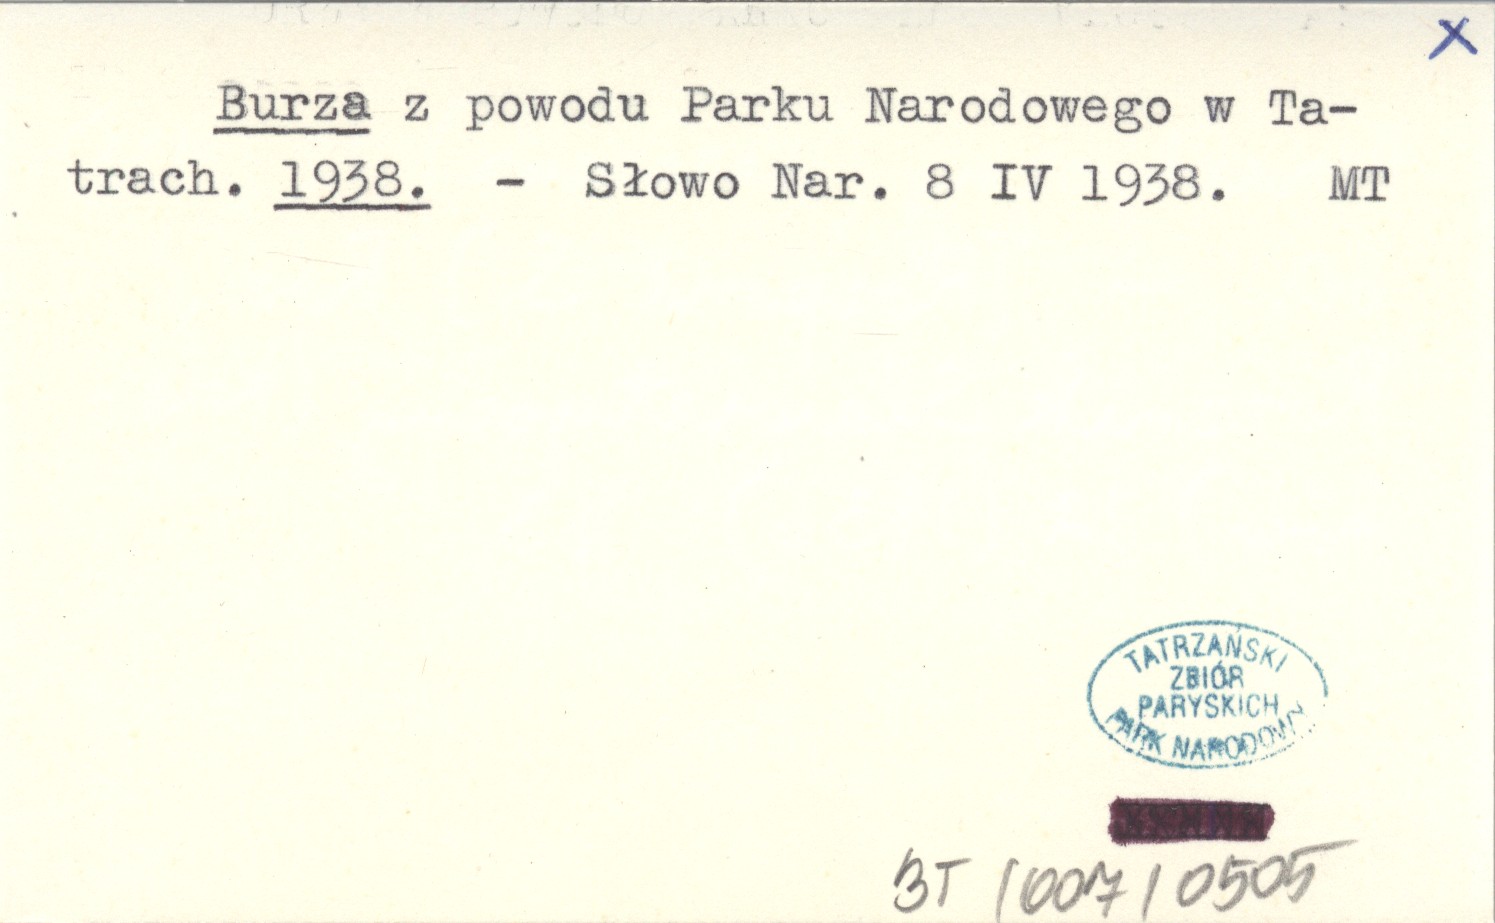 X
Burza z powodu Parku Narodowego w Ta-
trach. 1938. - Słowo Nar. 8 IV 1938. MT
TATRZAŃSKI
ZBIÓR
PARYSKICH
PARK NARODOWY
BT/007/0505